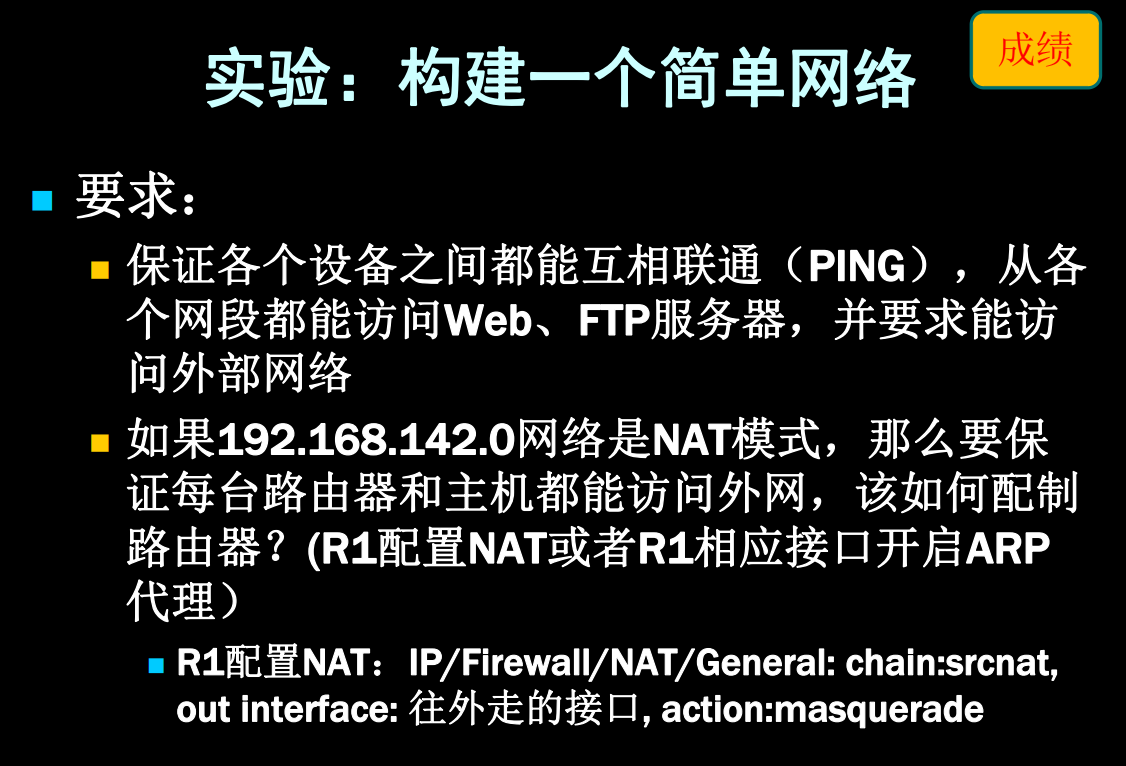 成绩
实验：构建一个简单网络
要求：
保证各个设备之间都能互相联通（PING），从各
个网段都能访问Web、FTP服务器，并要求能访
问外部网络
如果192.168.142.0网络是NAT模式，那么要保
证每台路由器和主机都能访问外网，该如何配制
路由器？(R1配置NAT或者R1相应接口开启ARP
代理）
R1配置NAT：IP/Firewall/NAT/General: chain:srcnat,
out interface: 往外走的接口, action:masquerade